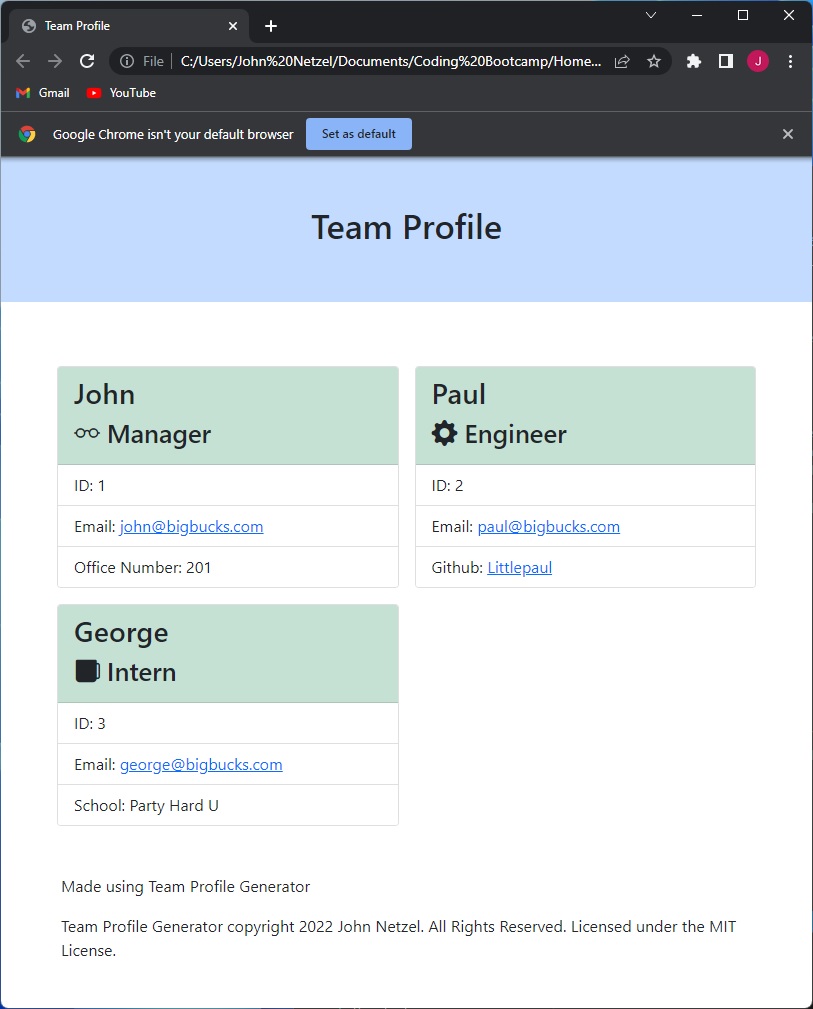 Team Profile
File
C:/Users/John%20Netzel/Documents/Coding%20Bootcamp/Home...
J
Gmail
YouTube
Google Chrome isn't your default browser
Set as default
Team Profile
John
Manager
ID: 1
Email: john@bigbucks.com
Office Number: 201
Paul
Engineer
ID: 2
Email: paul@bigbucks.com
Github: Littlepaul
George
Intern
ID: 3
Email: george@bigbucks.com
School: Party Hard U
Made using Team Profile Generator
Team Profile Generator copyright 2022 John Netzel. All Rights Reserved. Licensed under the MIT
License.